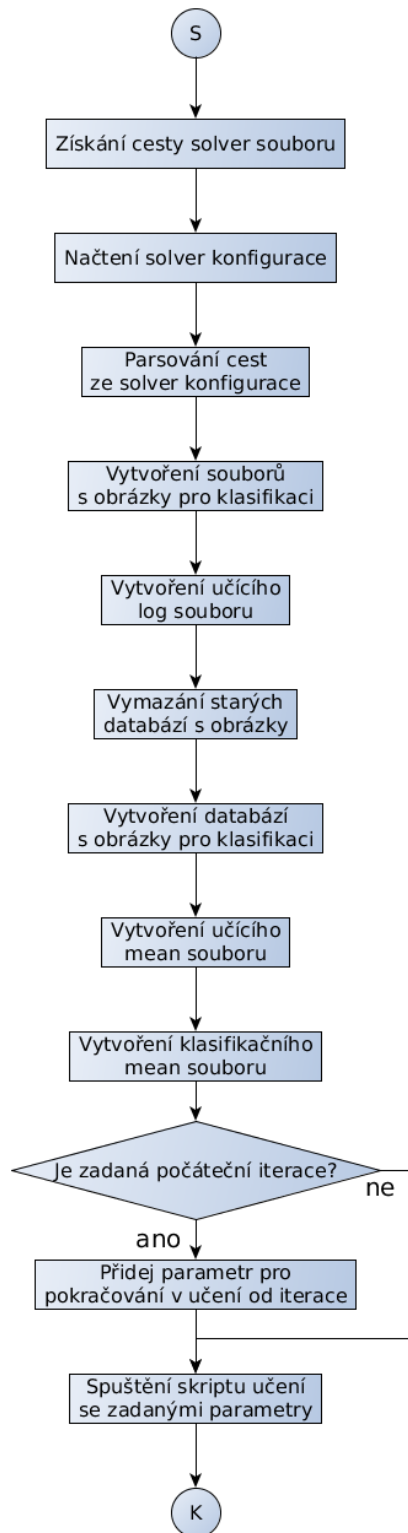 S
Získání cesty solver souboru
Načtení solver konfigurace
Parsování cest
ze solver konfigurace
Vytvoření souborů
s obrázky pro klasifikaci
Vytvoření učícího
log souboru
Vymazání starých
databází s obrázky
Vytvoření databází
s obrázky pro klasifikaci
Vytvoření učícího
mean souboru
Vytvoření klasifikačního
mean souboru
Je zadaná počáteční iterace?
ne
ano
Přidej parametr pro
pokračování v učení od iterace
Spuštění skriptu učení
se zadanými parametry
K